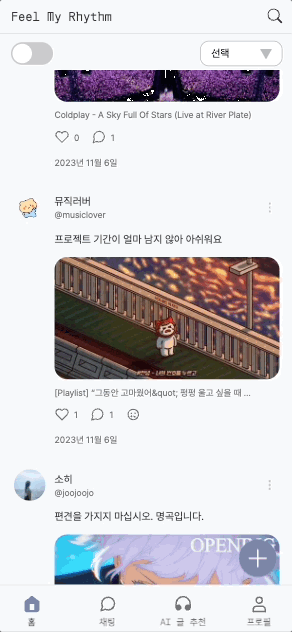 Feel My Rhythm
선택
Coldplay - A Sky Full Of Stars (Live at River Plate)
0 1
2023년 11월 6일
뮤직러버
@musiclover
프로젝트 기간이 얼마 남지 않아 아쉬워요
[Playlist] "그동안 고마웠어&quot; 펑펑 울고 싶을 때 ...
1 1
2023년 11월 6일
소히
@joojoojo
편견을 가지지 마십시오. 명곡입니다.
OPENING
홈
채팅
AI 글 추천
프로필